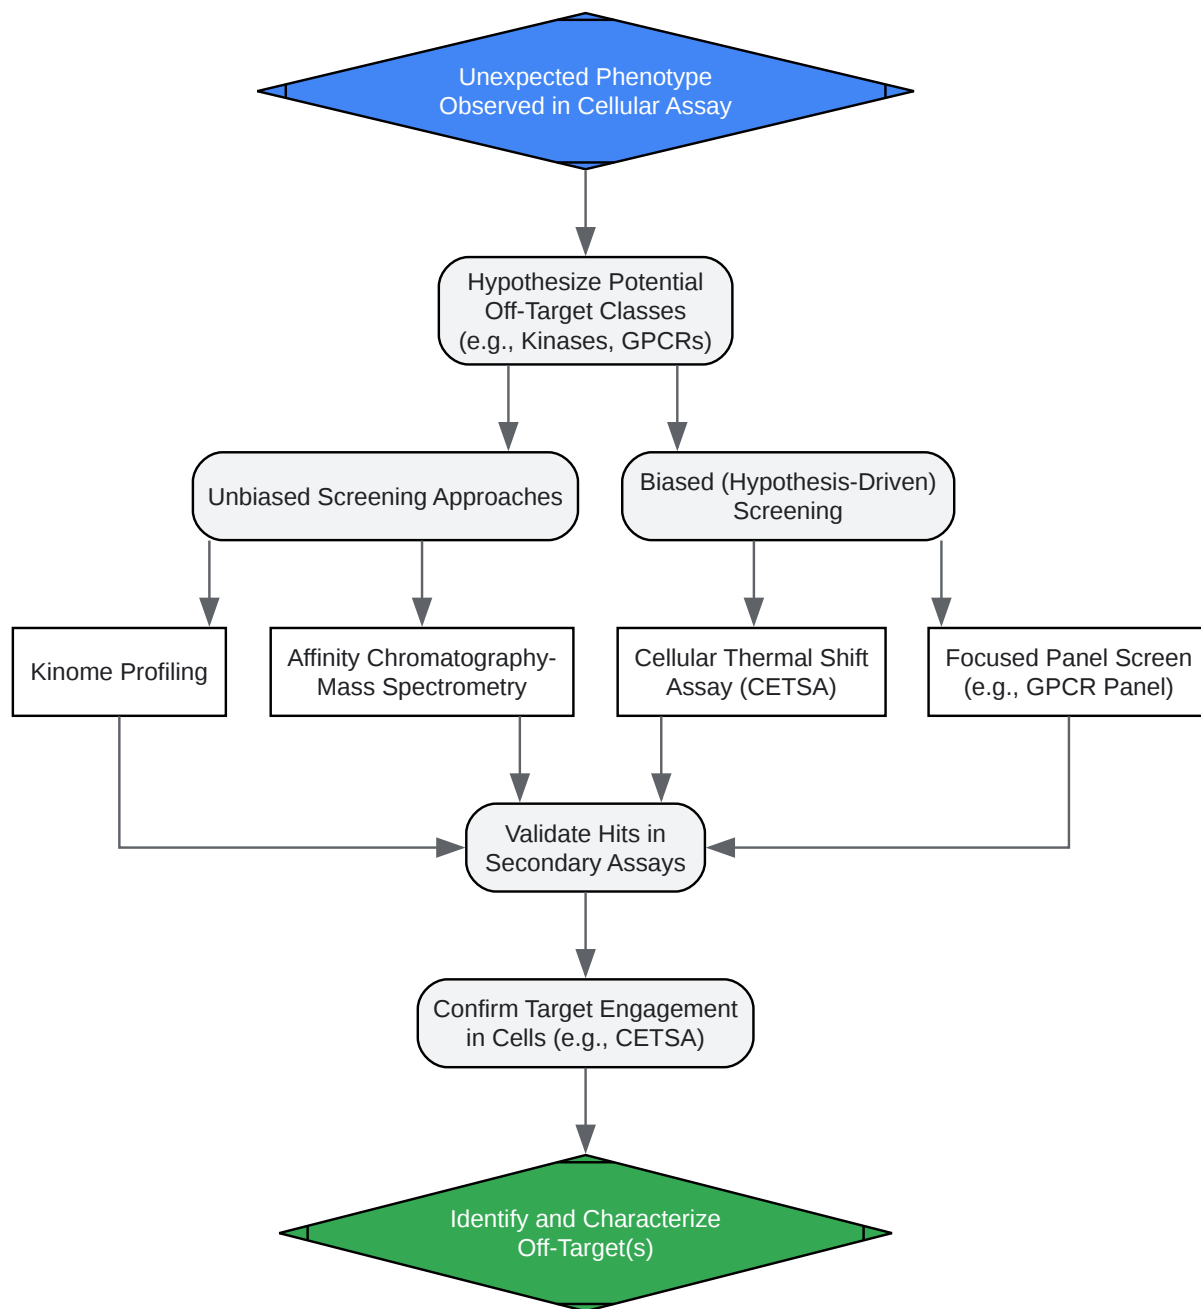 Unexpected Phenotype
Observed in Cellular Assay
Hypothesize Potential
Off-Target Classes
(e.g., Kinases, GPCRs)
Unbiased Screening Approaches
Biased (Hypothesis-Driven)
Screening
Kinome Profiling
Affinity Chromatography-
Mass Spectrometry
Cellular Thermal Shift
Assay (CETSA)
Focused Panel Screen
(e.g., GPCR Panel)
Validate Hits in
Secondary Assays
Confirm Target Engagement
in Cells (e.g., CETSA)
Identify and Characterize
Off-Target(s)